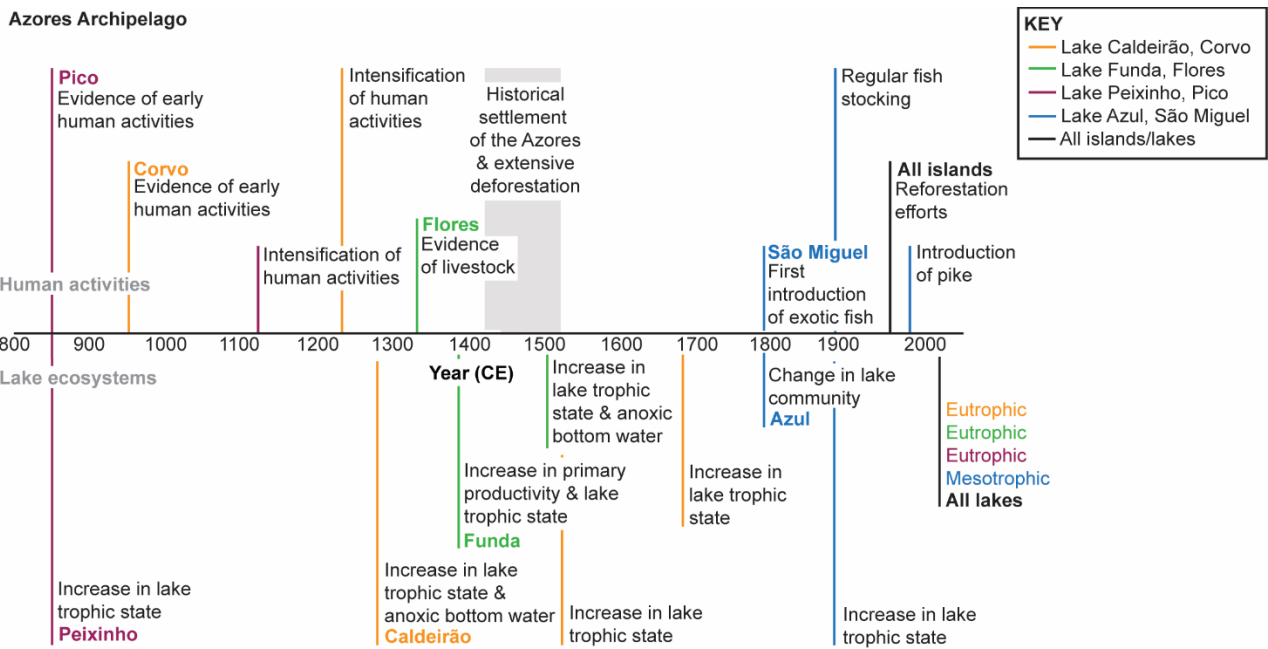 Azores Archipelago
KEY
Lake Caldeirão, Corvo
Lake Funda, Flores
Lake Peixinho, Pico
Lake Azul, São Miguel
All islands/lakes
Pico
Evidence of early
human activities
Corvo
Evidence of early
human activities
Intensification of
human activities
Intensification
of human
activities
Flores
Evidence
of livestock
Historical
settlement
of the Azores
& extensive
deforestation
São Miguel
First
introduction
of exotic fish
Regular fish
stocking
All islands
Reforestation
efforts
Introduction
of pike
Human activities
800 900 1000 1100 1200 1300 1400 1500 1600 1700 1800 1900 2000
Year (CE)
Lake ecosystems
Increase in lake
trophic state
Peixinho
Increase in lake
trophic state &
anoxic bottom water
Caldeirão
Increase in primary
productivity & lake
trophic state
Funda
Increase in
lake trophic
state & anoxic
bottom water
Increase in lake
trophic state
Increase in
lake trophic
state
Change in lake
community
Azul
Increase in lake
trophic state
Eutrophic
Eutrophic
Eutrophic
Mesotrophic
All lakes